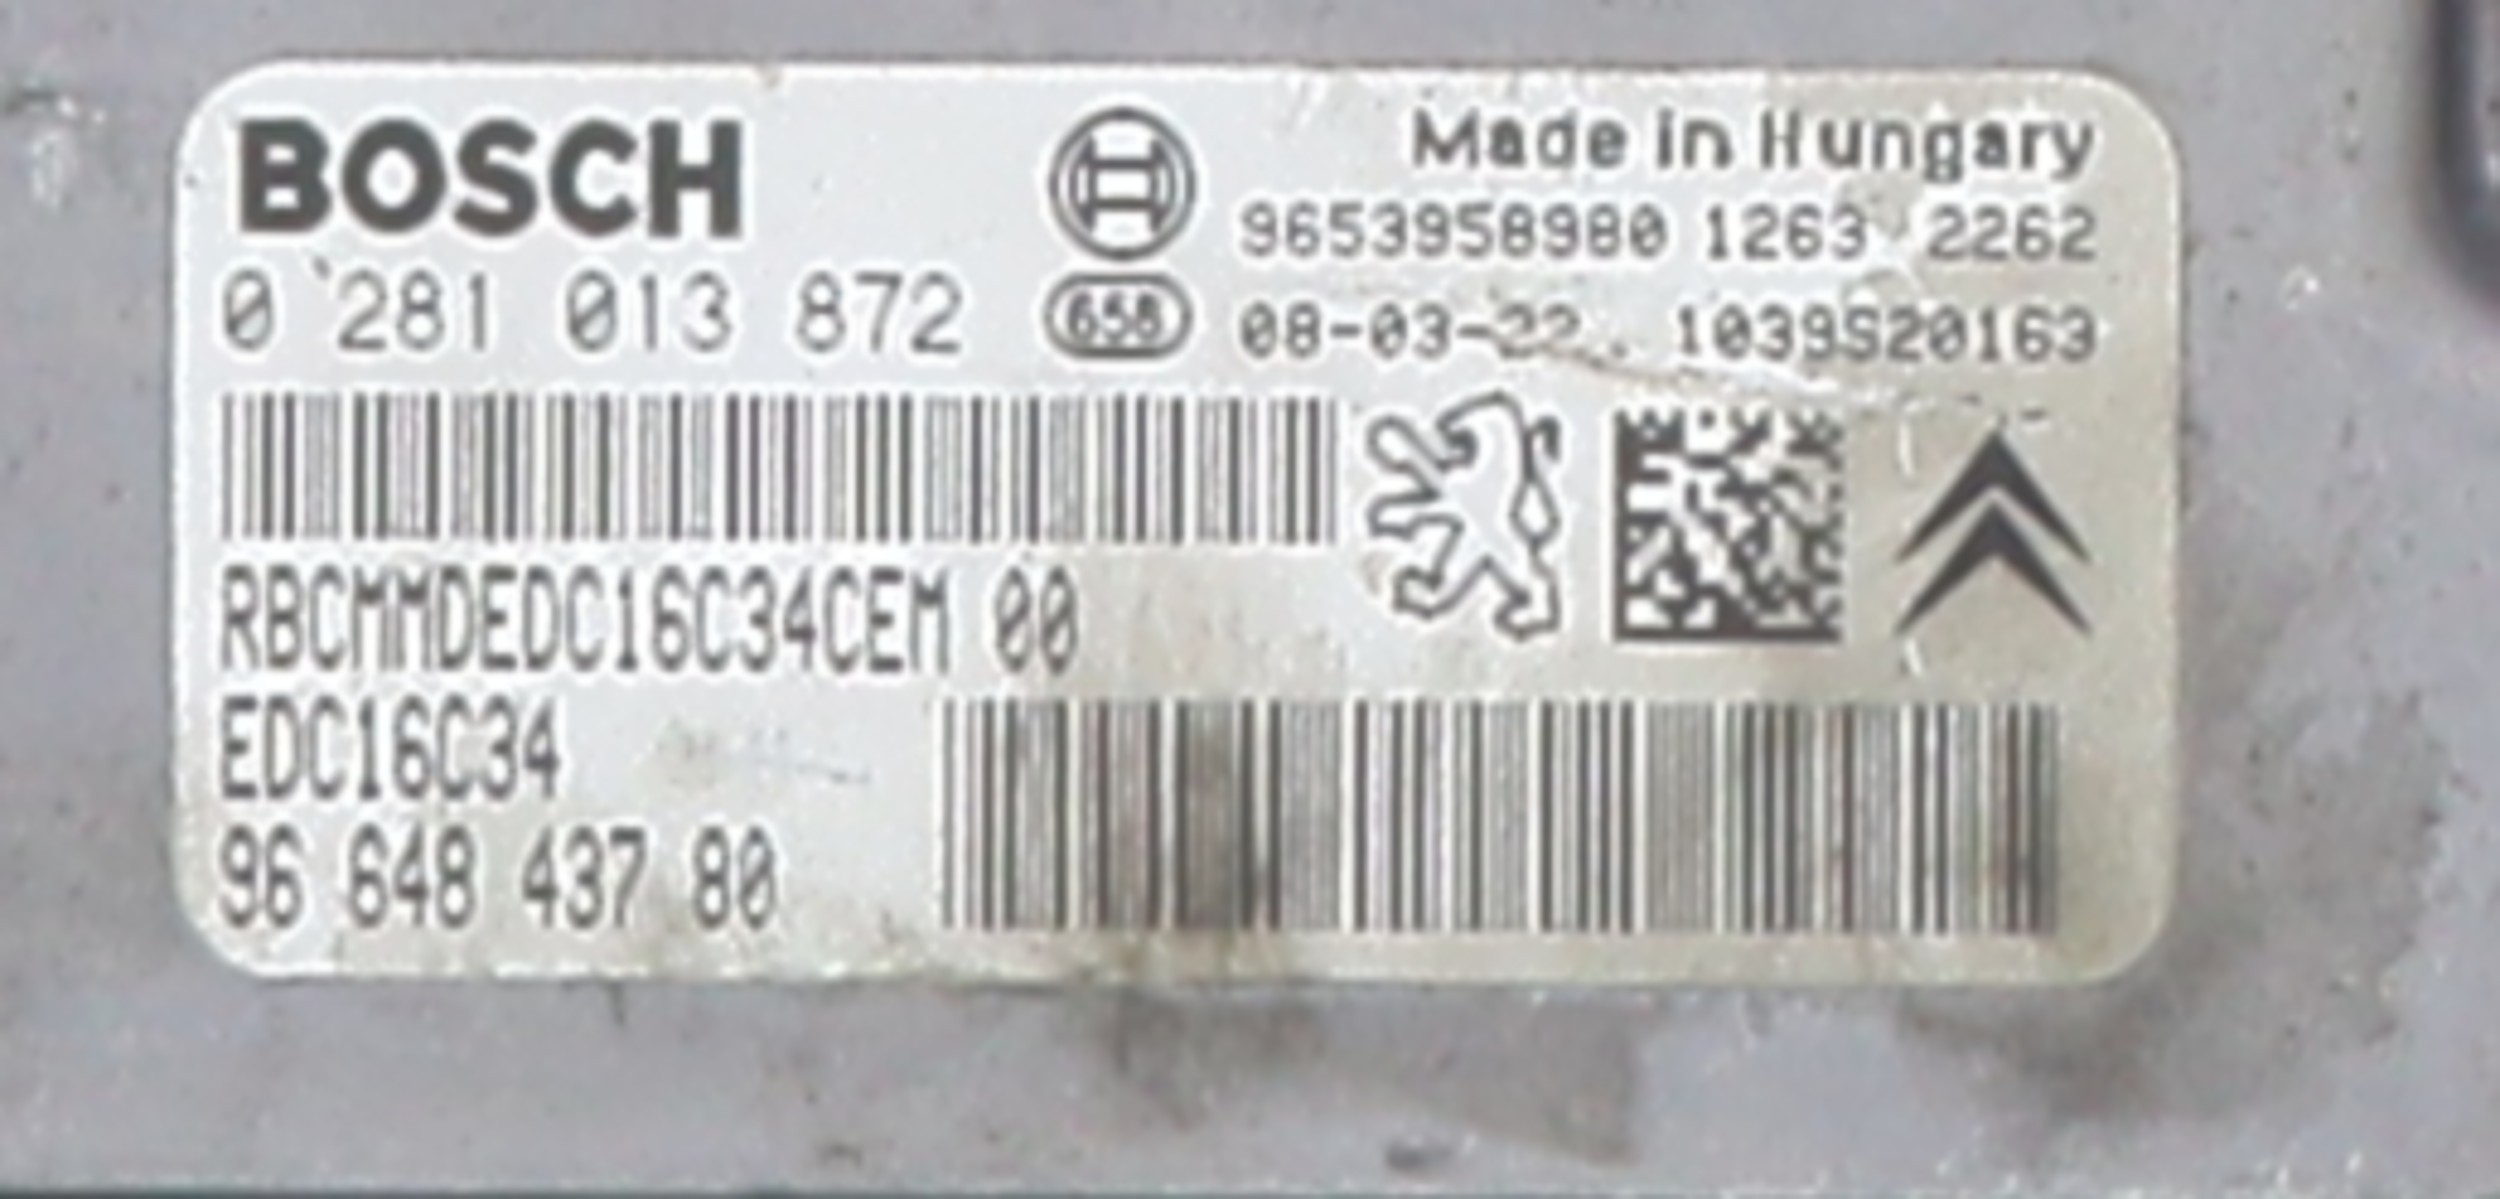 BOSCH
Made in Hungary
9653958980 1263 2262
0 281 013 872
658
08-03-22. 1039S20163
RBCMMDEDC16C34CEM 00
EDC16C34
96 648 437 80